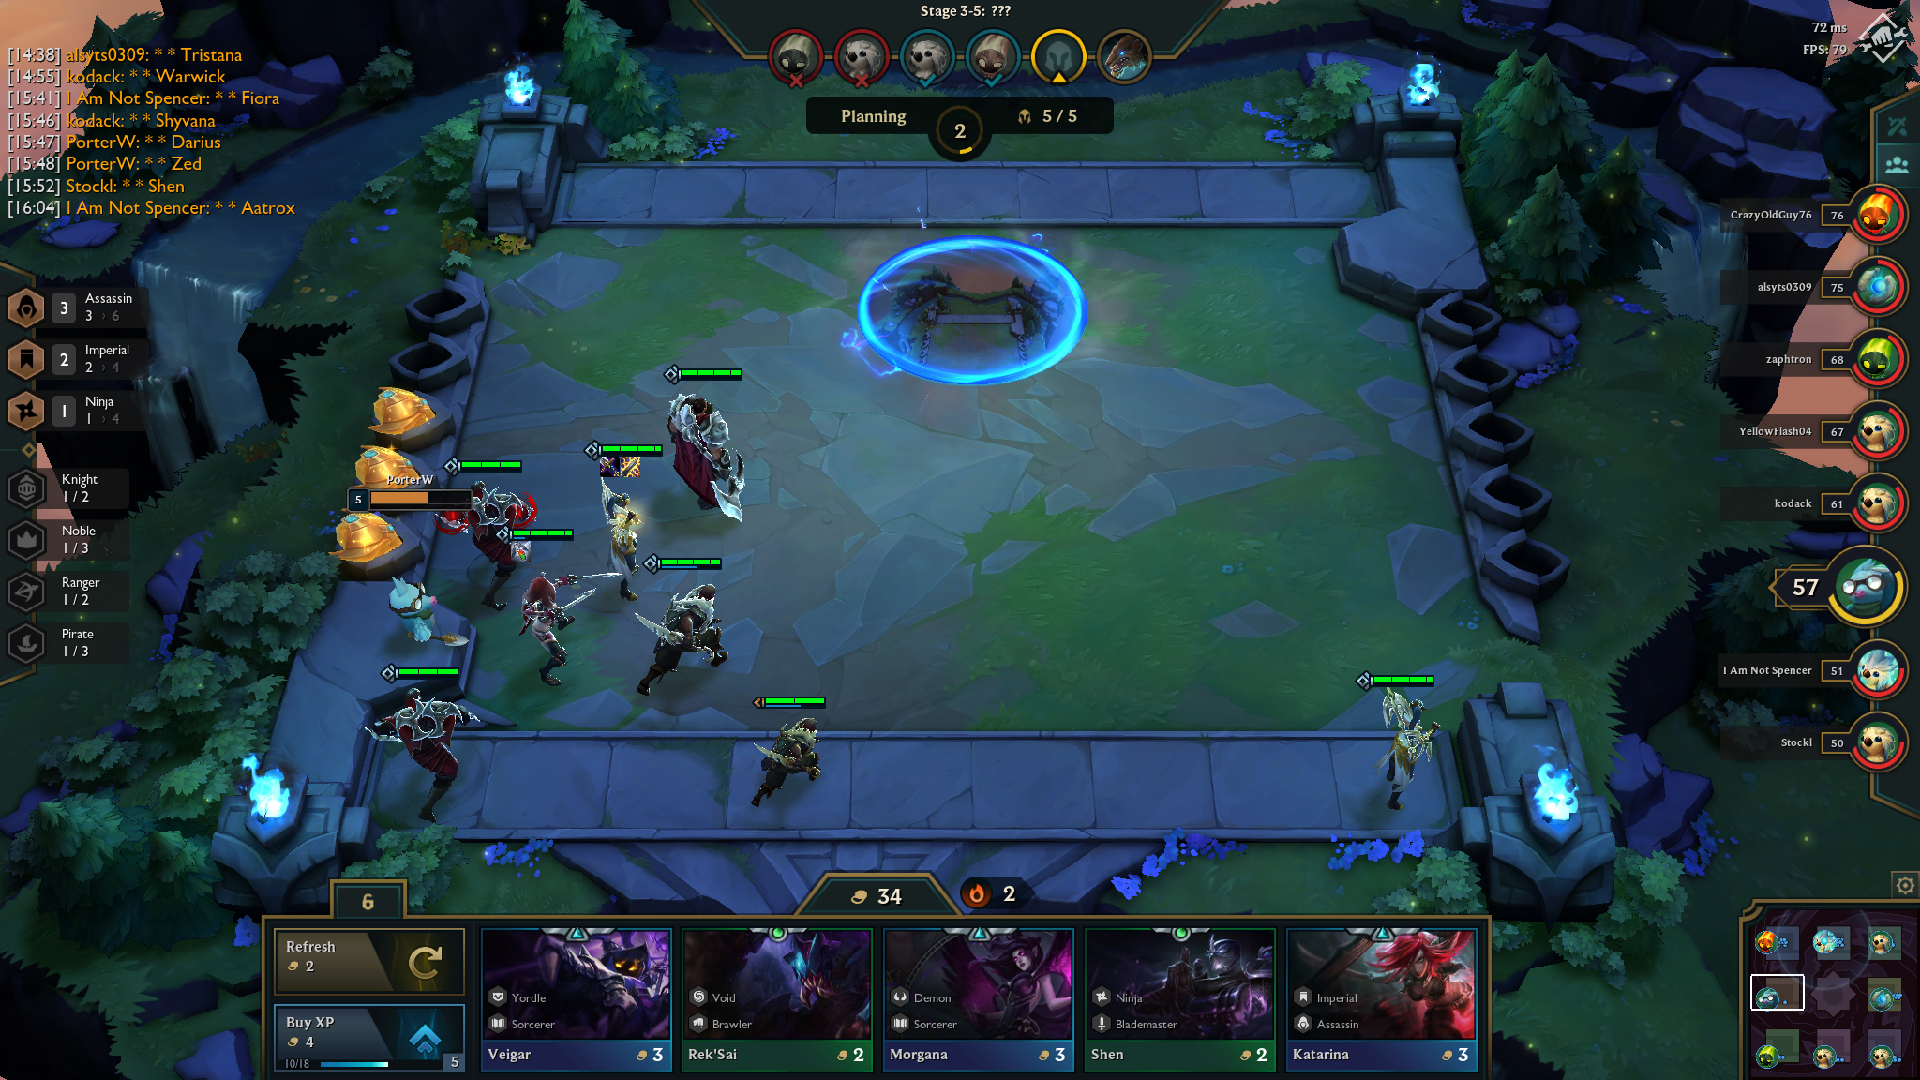 Stage 3-5: ???
72 ms
FPS: 79
[14:38] alsyts0309: * * Tristana
[14:55] kodack: * * Warwick
[15:41] I Am Not Spencer: * * Fiora
[15:46] kodack: * * Shyvana
[15:47] PorterW: * * Darius
[15:48] PorterW: * * Zed
[15:52] Stockl: * * Shen
[16:04] I Am Not Spencer: * * Aatrox
Planning
2
5 / 5
3 Assassin
3 > 6
2 Imperial
2 > 4
1 Ninja
1 > 4
Knight
1 / 2
Noble
1 / 3
Ranger
1 / 2
Pirate
1 / 3
PorterW
5
CrazyOldGuy76 76
alsyts0309 75
zaphtron 68
YellowFlash04 67
kodack 61
57
I Am Not Spencer 51
Stockl 50
6
34
2
Refresh
2
Buy XP
4
10/18
5
Yordle
Sorcerer
Veigar 3
Void
Brawler
Rek'Sai 2
Demon
Sorcerer
Morgana 3
Ninja
Blademaster
Shen 2
Imperial
Assassin
Katarina 3